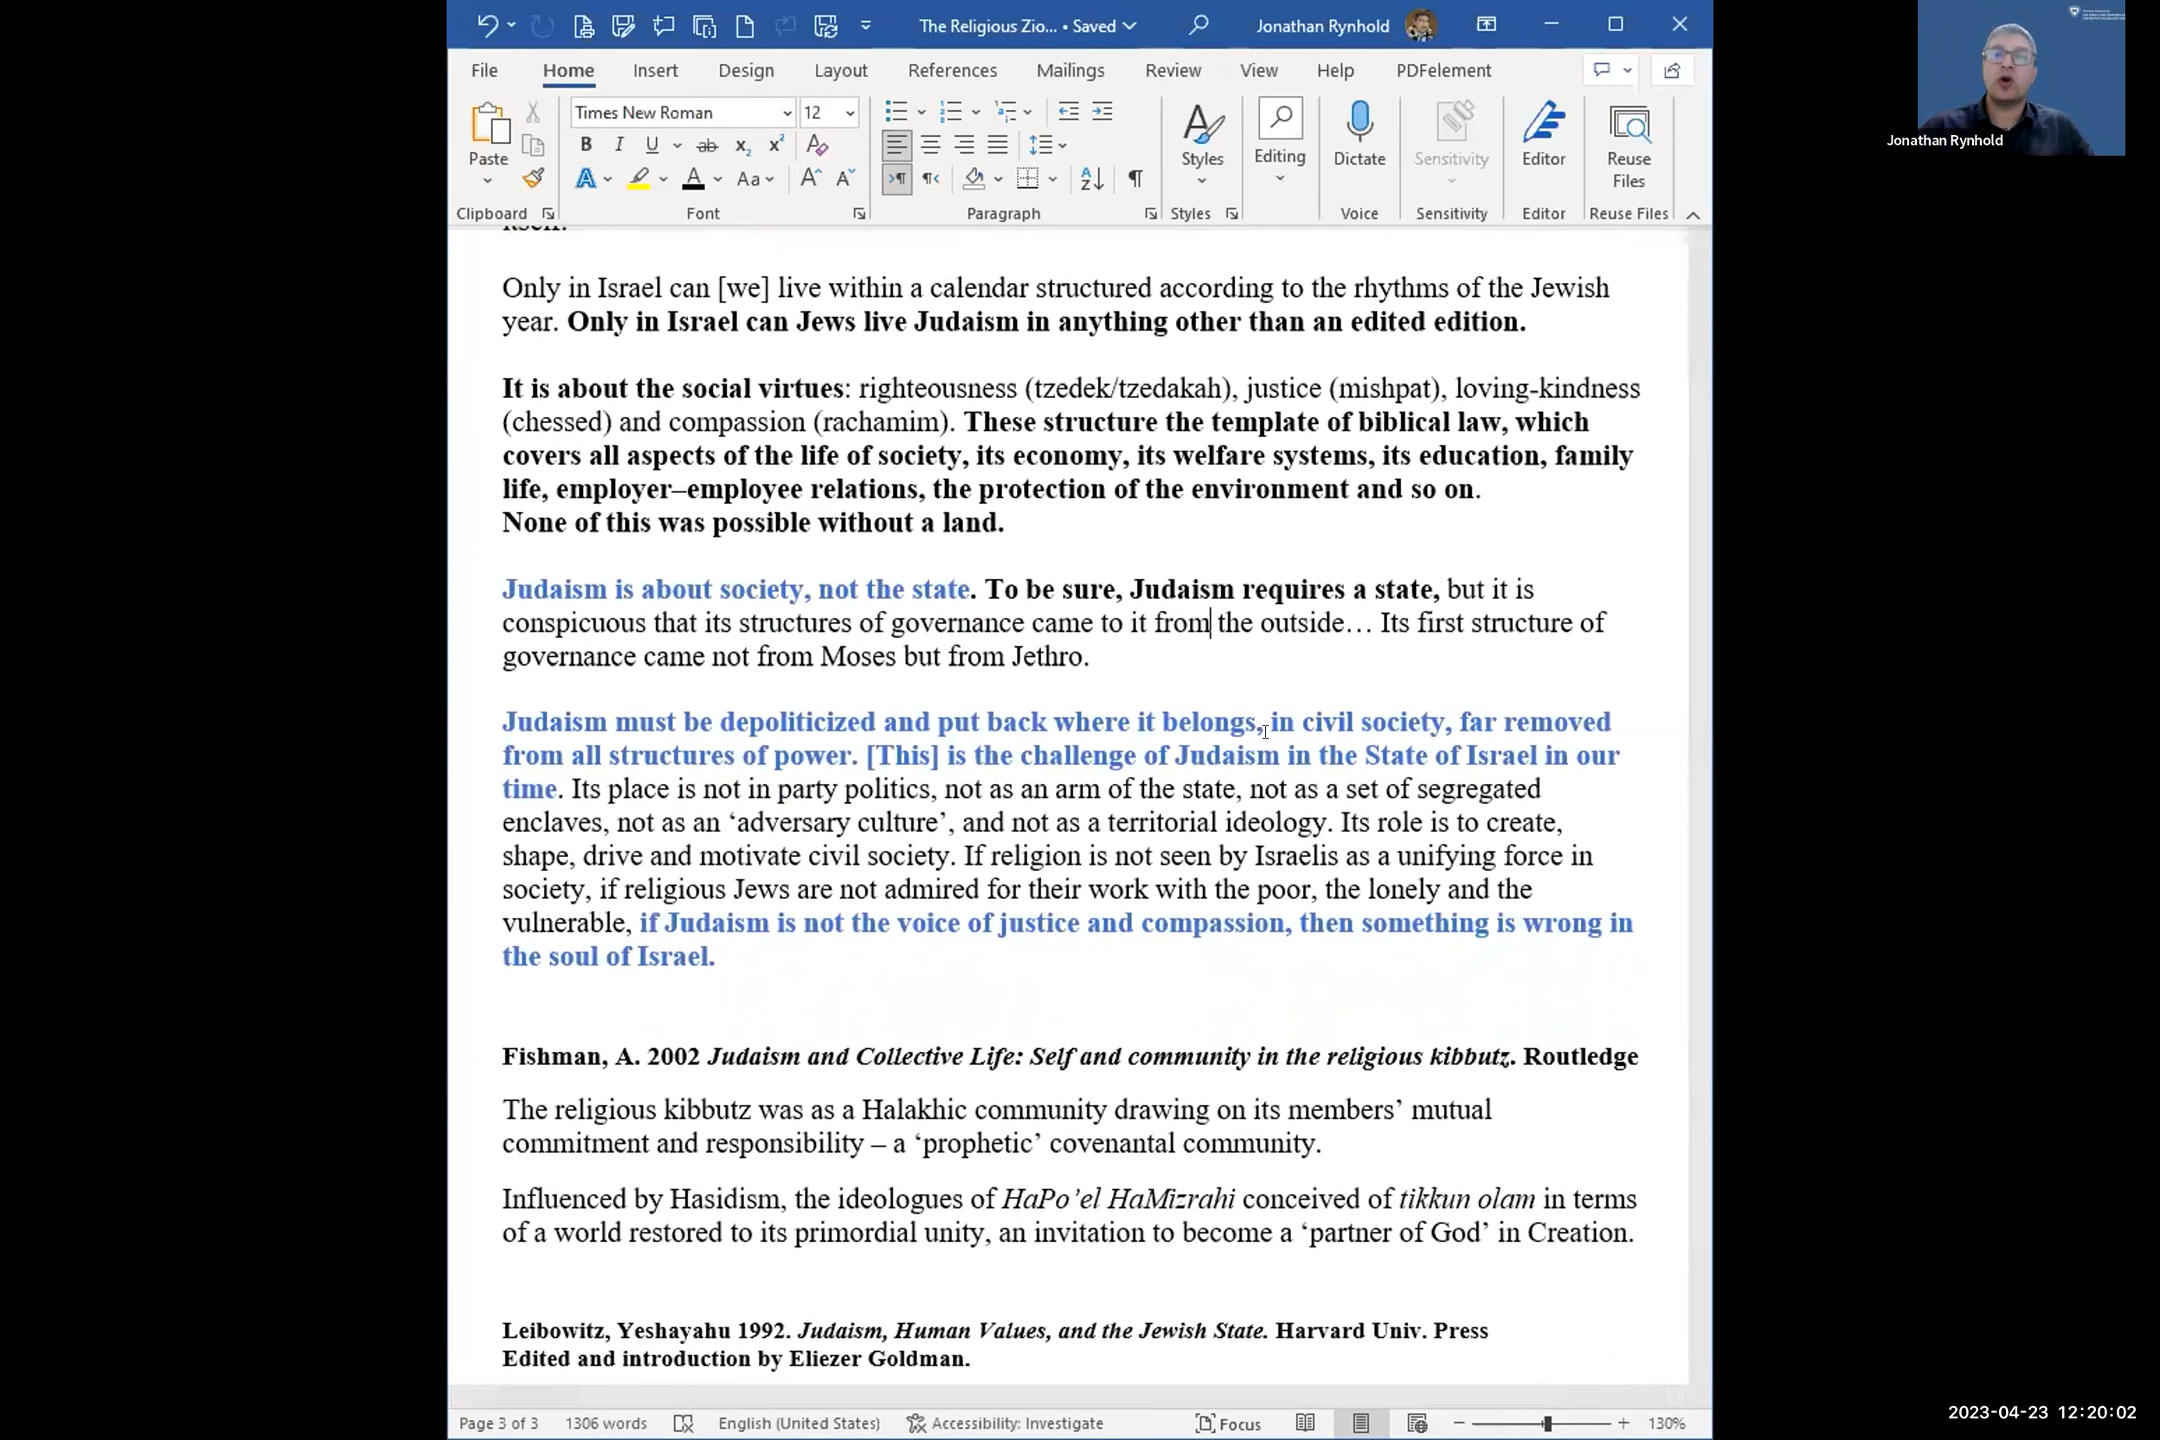 The Religious Zio... • Saved
Jonathan Rynhold
File Home Insert Design Layout References Mailings Review View Help PDFelement
Paste
Times New Roman 12
B I U ab x2 x2
A A Aa A A
Styles
Editing
Dictate
Sensitivity
Editor
Reuse Files
Clipboard Font Paragraph Styles Voice Sensitivity Editor Reuse Files
Jonathan Rynhold
itself.
Only in Israel can [we] live within a calendar structured according to the rhythms of the Jewish
year. Only in Israel can Jews live Judaism in anything other than an edited edition.
It is about the social virtues: righteousness (tzedek/tzedakah), justice (mishpat), loving-kindness
(chessed) and compassion (rachamim). These structure the template of biblical law, which
covers all aspects of the life of society, its economy, its welfare systems, its education, family
life, employer–employee relations, the protection of the environment and so on.
None of this was possible without a land.
Judaism is about society, not the state. To be sure, Judaism requires a state, but it is
conspicuous that its structures of governance came to it from the outside… Its first structure of
governance came not from Moses but from Jethro.
Judaism must be depoliticized and put back where it belongs, in civil society, far removed
from all structures of power. [This] is the challenge of Judaism in the State of Israel in our
time. Its place is not in party politics, not as an arm of the state, not as a set of segregated
enclaves, not as an ‘adversary culture’, and not as a territorial ideology. Its role is to create,
shape, drive and motivate civil society. If religion is not seen by Israelis as a unifying force in
society, if religious Jews are not admired for their work with the poor, the lonely and the
vulnerable, if Judaism is not the voice of justice and compassion, then something is wrong in
the soul of Israel.
Fishman, A. 2002 Judaism and Collective Life: Self and community in the religious kibbutz. Routledge
The religious kibbutz was as a Halakhic community drawing on its members’ mutual
commitment and responsibility – a ‘prophetic’ covenantal community.
Influenced by Hasidism, the ideologues of HaPo’el HaMizrahi conceived of tikkun olam in terms
of a world restored to its primordial unity, an invitation to become a ‘partner of God’ in Creation.
Leibowitz, Yeshayahu 1992. Judaism, Human Values, and the Jewish State. Harvard Univ. Press
Edited and introduction by Eliezer Goldman.
Page 3 of 3 1306 words English (United States) Accessibility: Investigate Focus 130%
2023-04-23 12:20:02